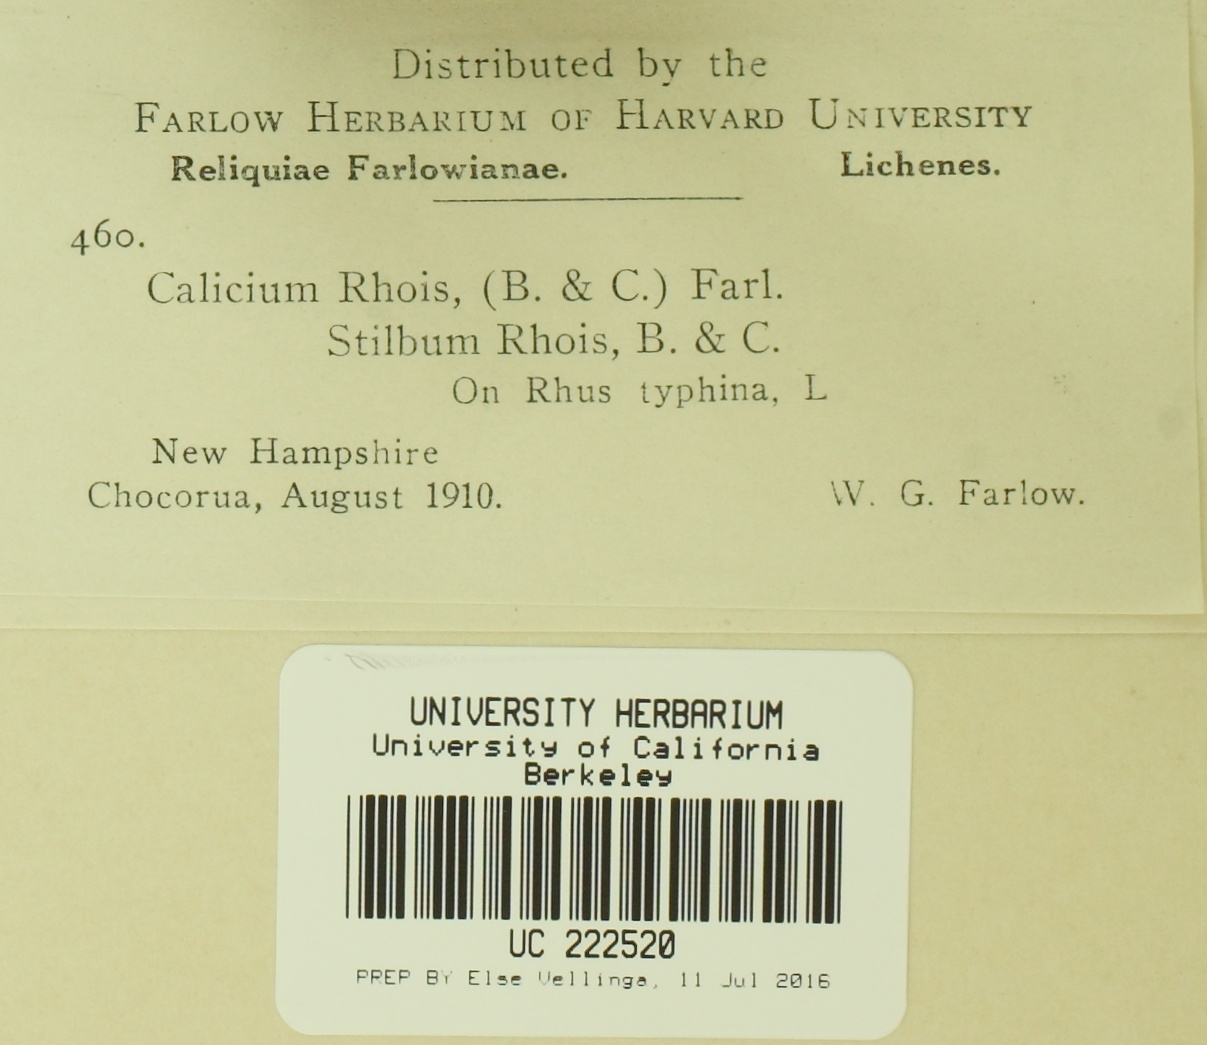 Distributed by the
FARLOW HERBARIUM OF HARVARD UNIVERSITY
Reliquiae Farlowianae. Lichenes.
460.
Calicium Rhois, (B. & C.) Farl.
Stilbum Rhois, B. & C.
On Rhus typhina, L
New Hampshire
Chocorua, August 1910. W. G. Farlow.
UNIVERSITY HERBARIUM
University of California
Berkeley
UC 222520
PREP BY Else Vellinga, 11 Jul 2016